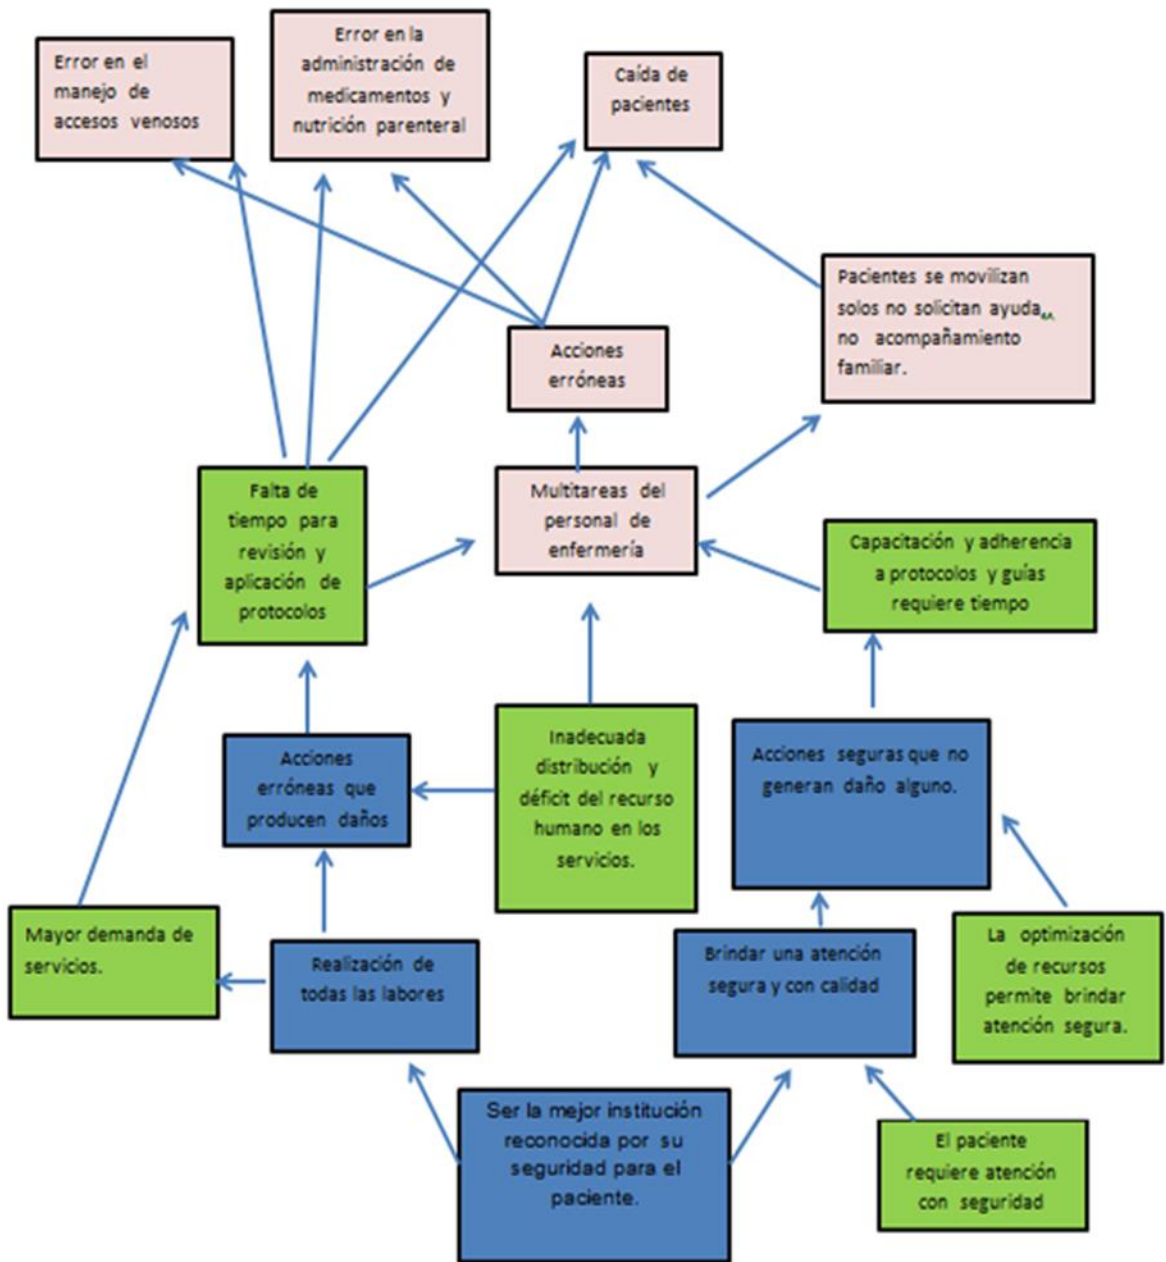 Error en el
manejo de
accesos venosos
Error en la
administración de
medicamentos y
nutrición parenteral
Caída de
pacientes
Pacientes se movilizan
solos no solicitan ayuda,
no acompañamiento
familiar.
Acciones
erróneas
Falta de
tiempo para
revisión y
aplicación de
protocolos
Multitareas del
personal de
enfermería
Capacitación y adherencia
a protocolos y guías
requiere tiempo
Acciones
erróneas que
producen daños
Inadecuada
distribución y
déficit del recurso
humano en los
servicios.
Acciones seguras que no
generan daño alguno.
Mayor demanda de
servicios.
Realización de
todas las labores
Brindar una atención
segura y con calidad
La optimización
de recursos
permite brindar
atención segura.
Ser la mejor institución
reconocida por su
seguridad para el
paciente.
El paciente
requiere atención
con seguridad